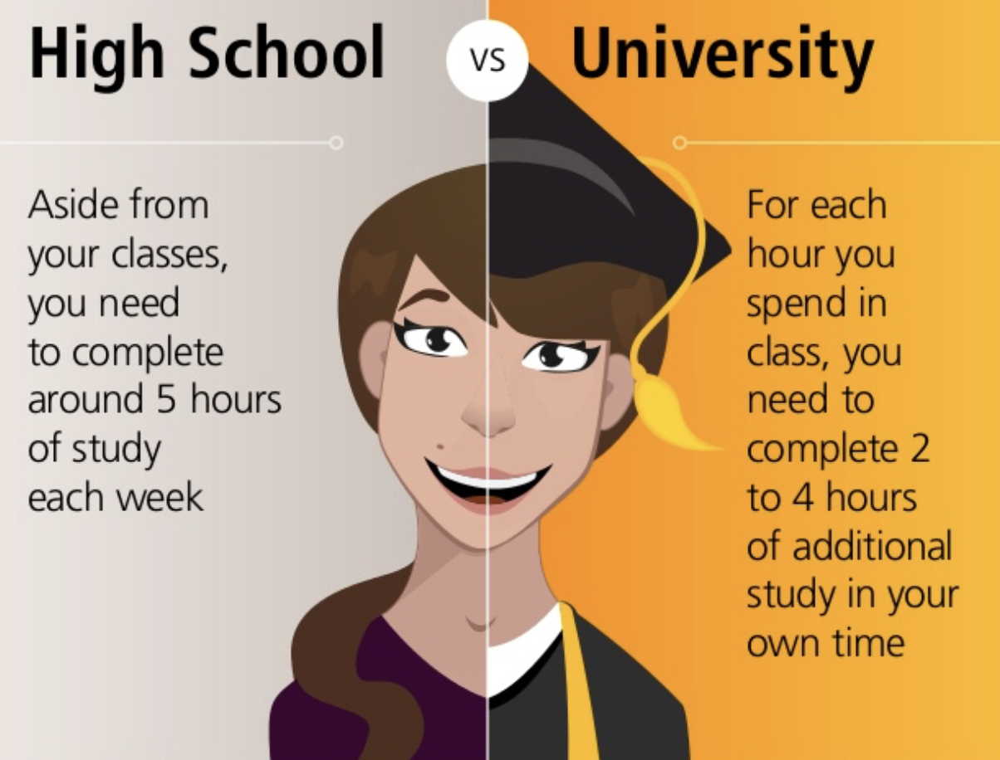 High School
VS
University
Aside from
your classes,
you need
to complete
around 5 hours
of study
each week
For each
hour you
spend in
class, you
need to
complete 2
to 4 hours
of additional
study in your
own time